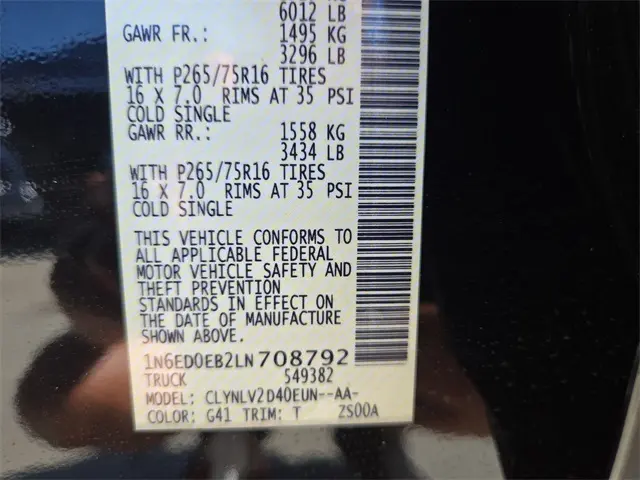 6012 LB
GAWR FR.: 1495 KG
3296 LB
WITH P265/75R16 TIRES
16 X 7.0 RIMS AT 35 PSI
COLD SINGLE
GAWR RR.: 1558 KG
3434 LB
WITH P265/75R16 TIRES
16 X 7.0 RIMS AT 35 PSI
COLD SINGLE
THIS VEHICLE CONFORMS TO
ALL APPLICABLE FEDERAL
MOTOR VEHICLE SAFETY AND
THEFT PREVENTION
STANDARDS IN EFFECT ON
THE DATE OF MANUFACTURE
SHOWN ABOVE.
1N6ED0EB2LN708792
TRUCK 549382
MODEL: CLYNLV2D40EUN--AA-
COLOR: G41 TRIM: T ZS00A